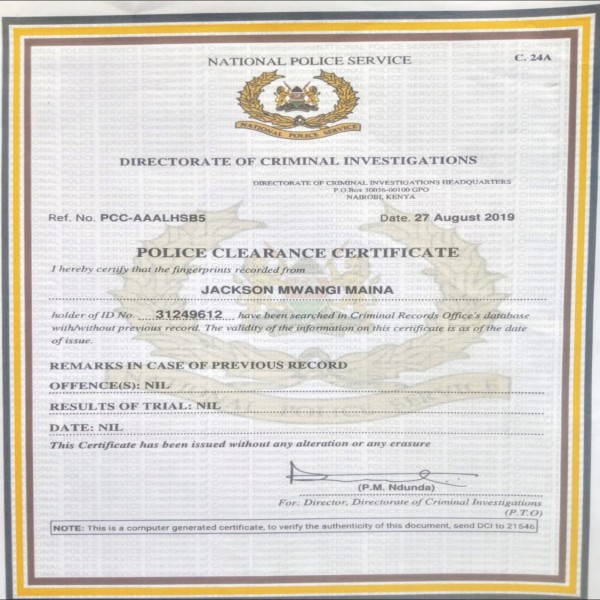 NATIONAL POLICE SERVICE
C. 24A
NATIONAL POLICE SERVICE
DIRECTORATE OF CRIMINAL INVESTIGATIONS
DIRECTORATE OF CRIMINAL INVESTIGATIONS HEADQUARTERS
P.O.Box 30036-00100 GPO
NAIROBI, KENYA
Ref. No. PCC-AAALHSB5
Date. 27 August 2019
POLICE CLEARANCE CERTIFICATE
I hereby certify that the fingerprints recorded from
JACKSON MWANGI MAINA
holder of ID No. 31249612 have been searched in Criminal Records Office's database
with/without previous record. The validity of the information on this certificate is as of the date
of issue.
REMARKS IN CASE OF PREVIOUS RECORD
OFFENCE(S): NIL
RESULTS OF TRIAL: NIL
DATE: NIL
This Certificate has been issued without any alteration or any erasure
(P.M. Ndunda)
For: Director, Directorate of Criminal Investigations
(P.T.O)
NOTE: This is a computer generated certificate, to verify the authenticity of this document, send DCI to 21546